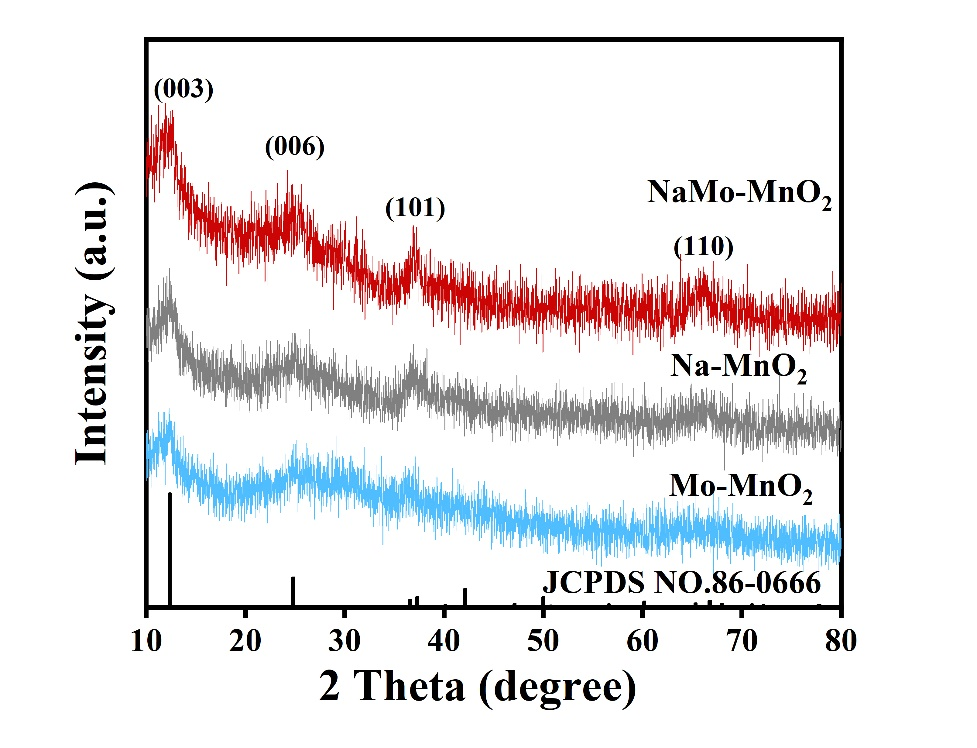 (003)
(006)
(101)
NaMo-MnO₂
(110)
Na-MnO₂
Mo-MnO₂
JCPDS NO.86-0666
Intensity (a.u.)
10 20 30 40 50 60 70 80
2 Theta (degree)